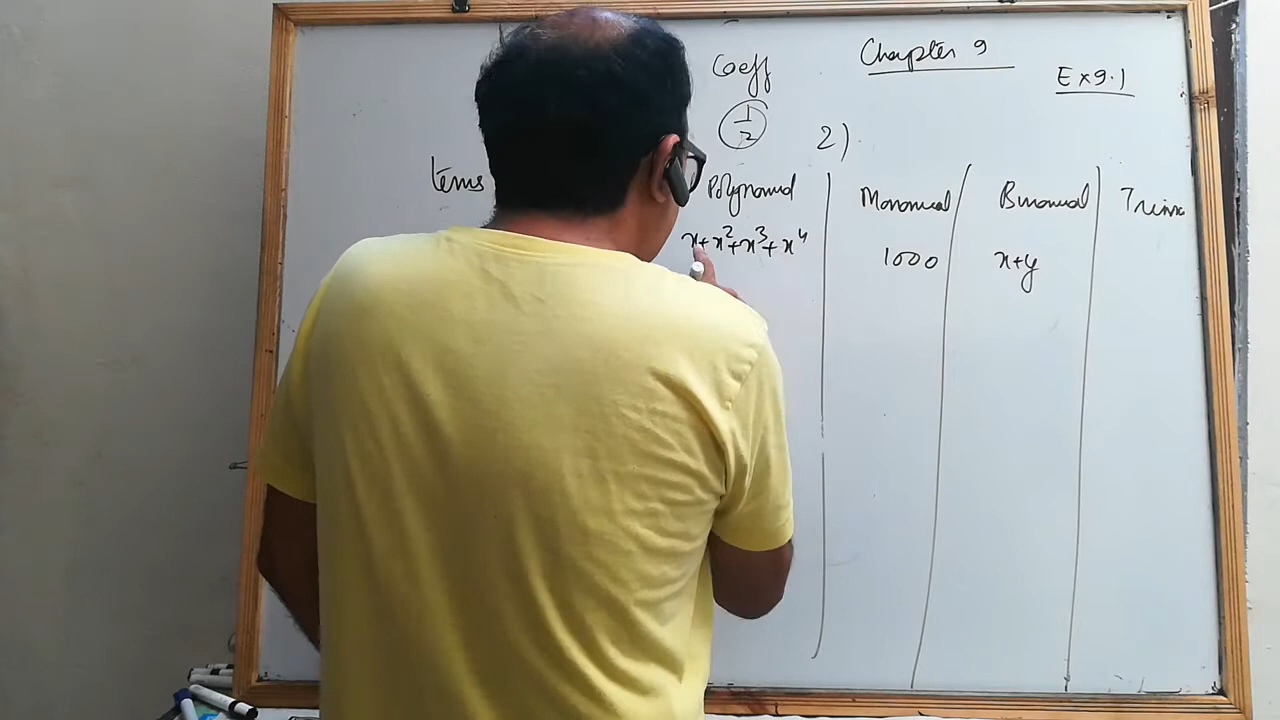 Coeff
Chapter 9
Ex 9.1
1/2
2)
Terms
Polynomial
Monomial
Binomial
Trino
x+x²+x³+x⁴
1000
x+y